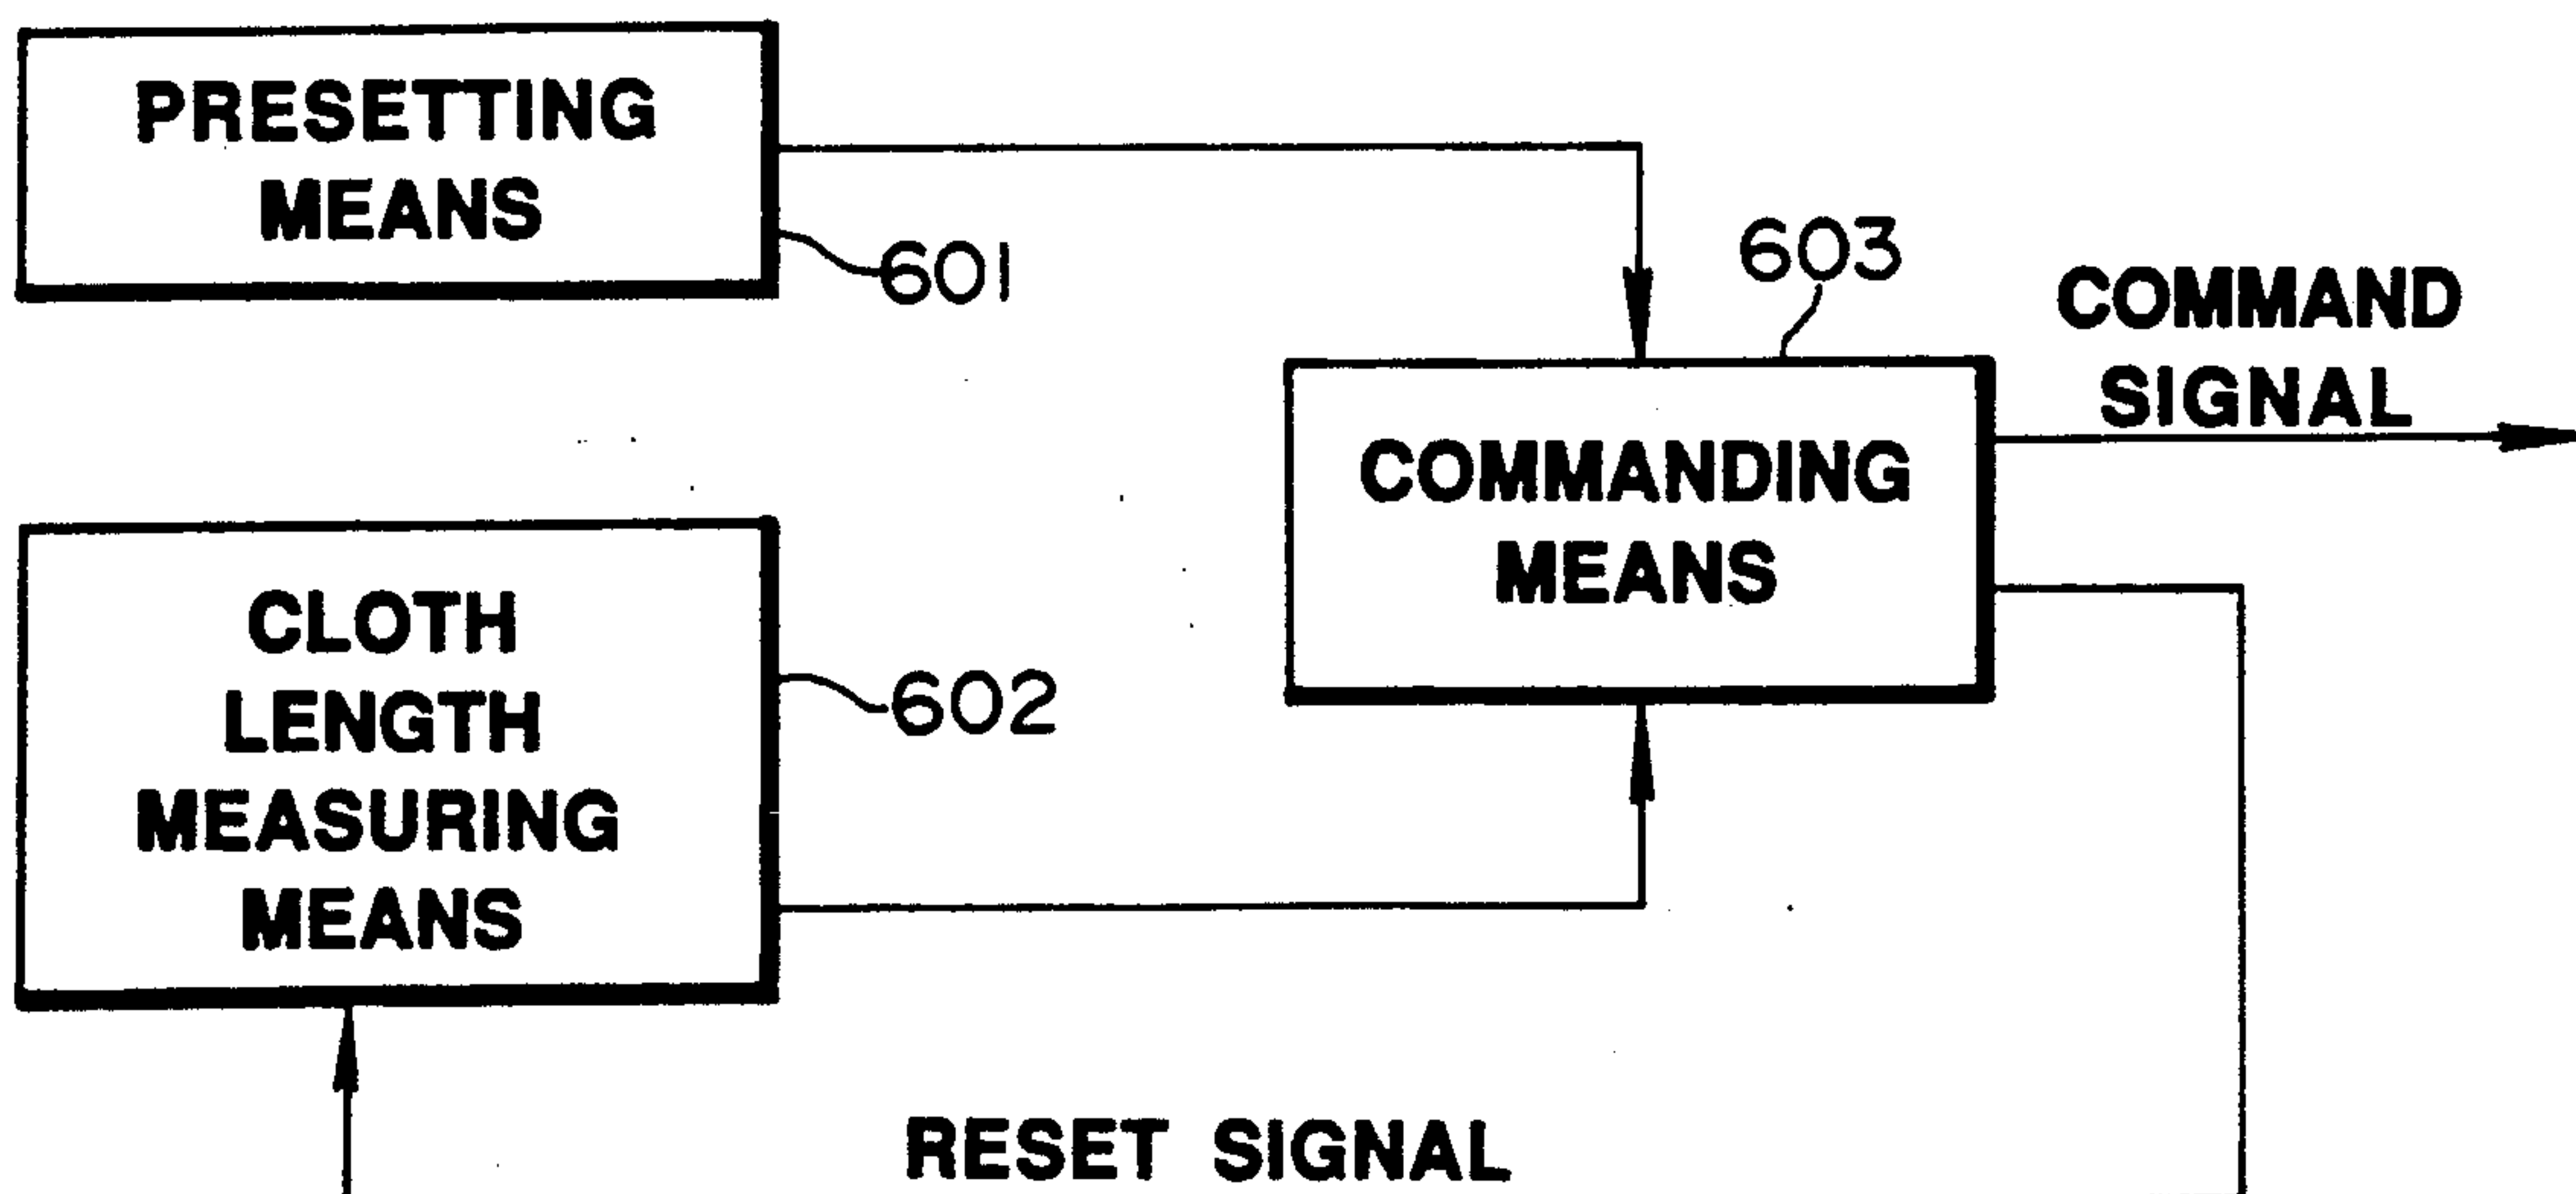 PRESETTING
MEANS
601
603
COMMAND
SIGNAL
COMMANDING
MEANS
CLOTH
LENGTH
MEASURING
MEANS
602
RESET SIGNAL